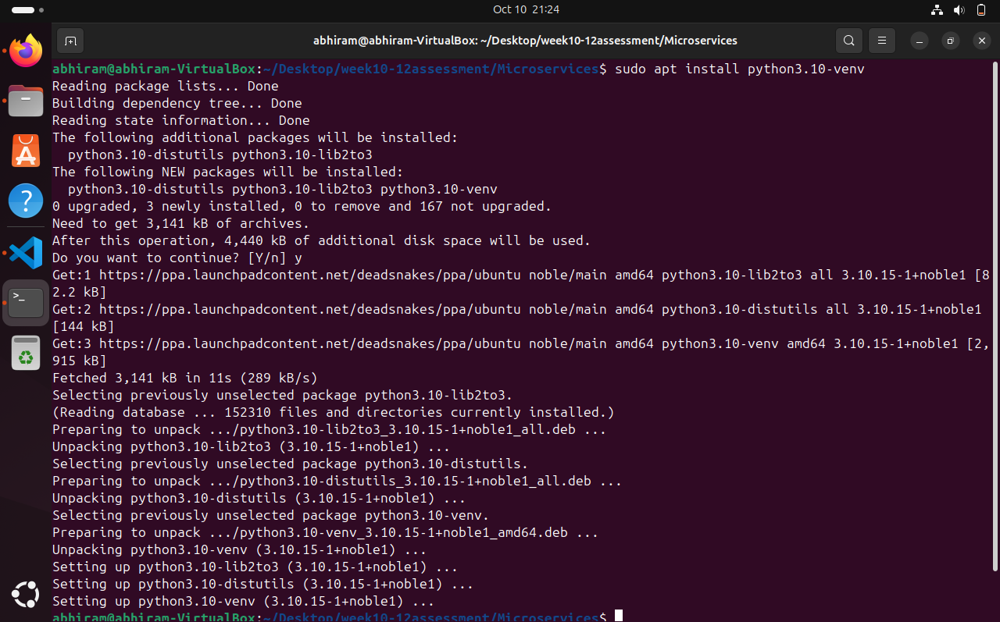 Oct 10 21:24
abhiram@abhiram-VirtualBox: ~/Desktop/week10-12assessment/Microservices
abhiram@abhiram-VirtualBox:~/Desktop/week10-12assessment/Microservices$ sudo apt install python3.10-venv
Reading package lists... Done
Building dependency tree... Done
Reading state information... Done
The following additional packages will be installed:
  python3.10-distutils python3.10-lib2to3
The following NEW packages will be installed:
  python3.10-distutils python3.10-lib2to3 python3.10-venv
0 upgraded, 3 newly installed, 0 to remove and 167 not upgraded.
Need to get 3,141 kB of archives.
After this operation, 4,440 kB of additional disk space will be used.
Do you want to continue? [Y/n] y
Get:1 https://ppa.launchpadcontent.net/deadsnakes/ppa/ubuntu noble/main amd64 python3.10-lib2to3 all 3.10.15-1+noble1 [8
2.2 kB]
Get:2 https://ppa.launchpadcontent.net/deadsnakes/ppa/ubuntu noble/main amd64 python3.10-distutils all 3.10.15-1+noble1
[144 kB]
Get:3 https://ppa.launchpadcontent.net/deadsnakes/ppa/ubuntu noble/main amd64 python3.10-venv amd64 3.10.15-1+noble1 [2,
915 kB]
Fetched 3,141 kB in 11s (289 kB/s)
Selecting previously unselected package python3.10-lib2to3.
(Reading database ... 152310 files and directories currently installed.)
Preparing to unpack .../python3.10-lib2to3_3.10.15-1+noble1_all.deb ...
Unpacking python3.10-lib2to3 (3.10.15-1+noble1) ...
Selecting previously unselected package python3.10-distutils.
Preparing to unpack .../python3.10-distutils_3.10.15-1+noble1_all.deb ...
Unpacking python3.10-distutils (3.10.15-1+noble1) ...
Selecting previously unselected package python3.10-venv.
Preparing to unpack .../python3.10-venv_3.10.15-1+noble1_amd64.deb ...
Unpacking python3.10-venv (3.10.15-1+noble1) ...
Setting up python3.10-lib2to3 (3.10.15-1+noble1) ...
Setting up python3.10-distutils (3.10.15-1+noble1) ...
Setting up python3.10-venv (3.10.15-1+noble1) ...
abhiram@abhiram-VirtualBox:~/Desktop/week10-12assessment/Microservices$